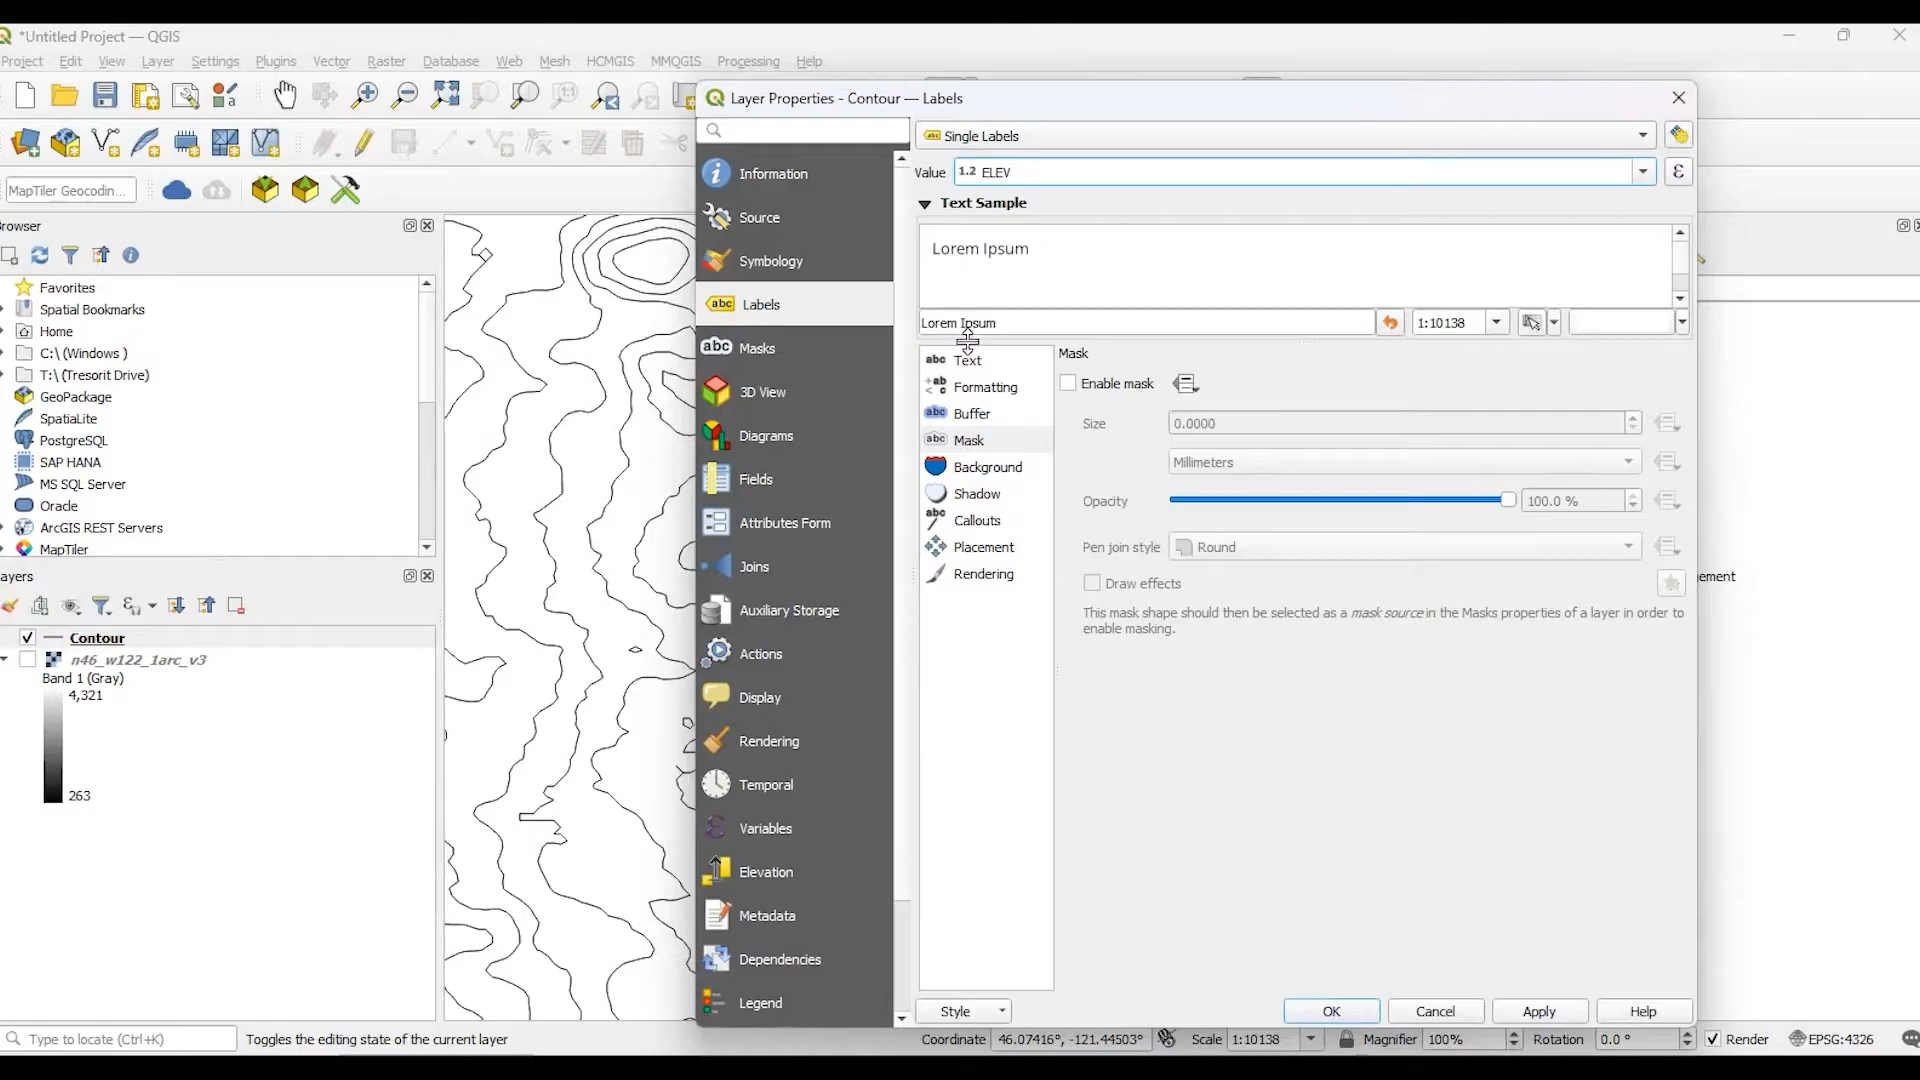 *Untitled Project — QGIS
Project Edit View Layer Settings Plugins Vector Raster Database Web Mesh HCMGIS MMQGIS Processing Help
MapTiler Geocodin...
rowser
Favorites
Spatial Bookmarks
Home
C:\ (Windows )
T:\ (Tresorit Drive)
GeoPackage
SpatiaLite
PostgreSQL
SAP HANA
MS SQL Server
Oracle
ArcGIS REST Servers
MapTiler
ayers
Contour
n46_w122_1arc_v3
Band 1 (Gray)
4,321
263
Layer Properties - Contour — Labels
Information
Source
Symbology
abc Labels
abc Masks
3D View
Diagrams
Fields
Attributes Form
Joins
Auxiliary Storage
Actions
Display
Rendering
Temporal
Variables
Elevation
Metadata
Dependencies
Legend
abc Single Labels
Value 1.2 ELEV ε
Text Sample
Lorem Ipsum
Lorem Ipsum 1:10138
abc Text
+ab < c Formatting
abc Buffer
abc Mask
Background
Shadow
abc Callouts
Placement
Rendering
Mask
Enable mask
Size 0.0000
Millimeters
Opacity 100.0 %
Pen join style Round
Draw effects
This mask shape should then be selected as a mask source in the Masks properties of a layer in order to
enable masking.
ement
Style OK Cancel Apply Help
Type to locate (Ctrl+K) Toggles the editing state of the current layer Coordinate 46.07416°, -121.44503° Scale 1:10138 Magnifier 100% Rotation 0.0 ° Render EPSG:4326